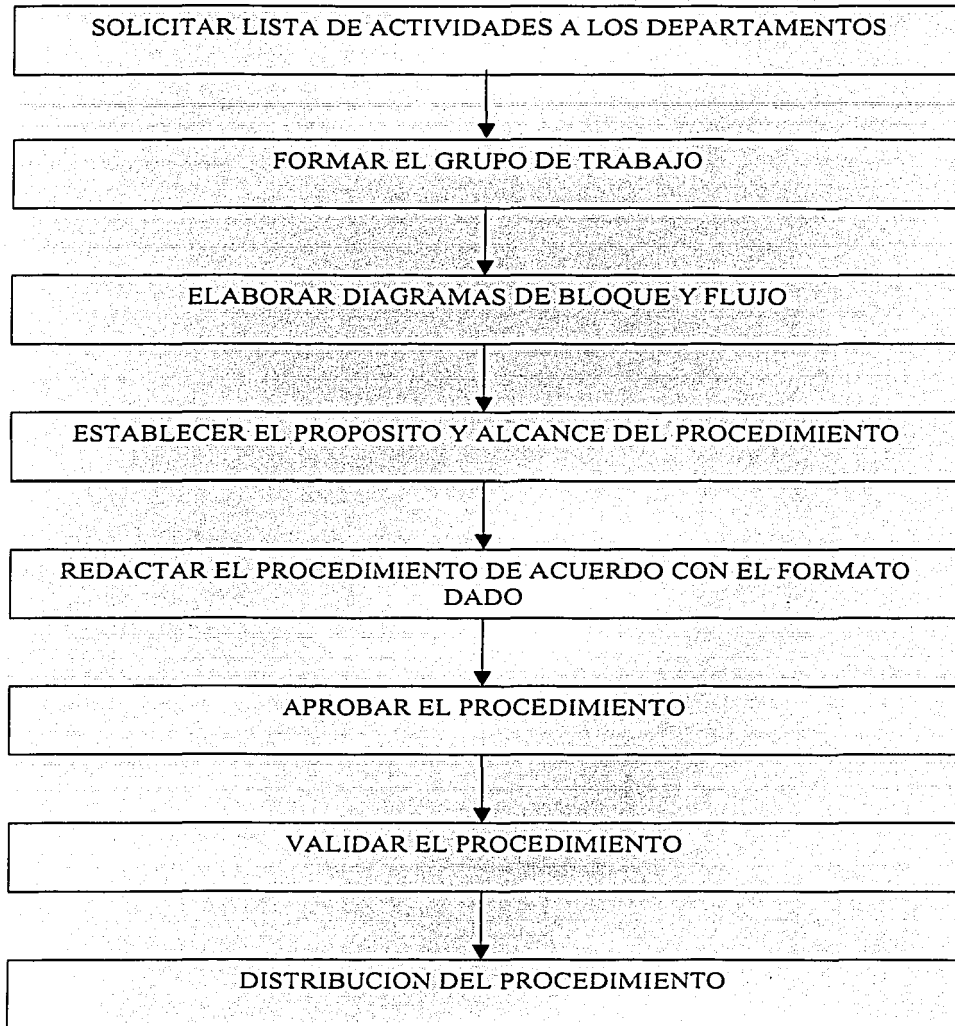 SOLICITAR LISTA DE ACTIVIDADES A LOS DEPARTAMENTOS
FORMAR EL GRUPO DE TRABAJO
ELABORAR DIAGRAMAS DE BLOQUE Y FLUJO
ESTABLECER EL PROPOSITO Y ALCANCE DEL PROCEDIMIENTO
REDACTAR EL PROCEDIMIENTO DE ACUERDO CON EL FORMATO
DADO
APROBAR EL PROCEDIMIENTO
VALIDAR EL PROCEDIMIENTO
DISTRIBUCION DEL PROCEDIMIENTO